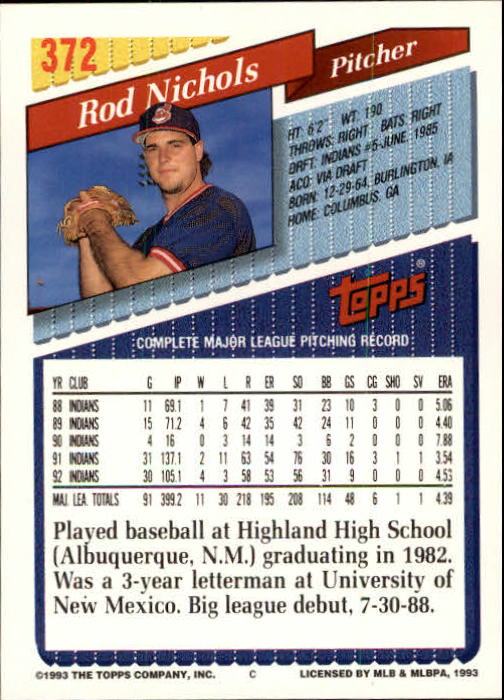 372
Rod Nichols
Pitcher
HT: 6'2" WT: 190
THROWS: RIGHT BATS: RIGHT
DRFT: INDIANS #5-JUNE, 1985
ACQ: VIA DRAFT
BORN: 12-29-64, BURLINGTON, IA
HOME: COLUMBUS, GA
Topps®
COMPLETE MAJOR LEAGUE PITCHING RECORD
YR CLUB G IP W L R ER SO BB GS CG SHO SV ERA
88 INDIANS 11 69.1 1 7 41 39 31 23 10 3 0 0 5.06
89 INDIANS 15 71.2 4 6 42 35 42 24 11 0 0 0 4.40
90 INDIANS 4 16 0 3 14 14 3 6 2 0 0 0 7.88
91 INDIANS 31 137.1 2 11 63 54 76 30 16 3 1 1 3.54
92 INDIANS 30 105.1 4 3 58 53 56 31 9 0 0 0 4.53
MAJ. LEA. TOTALS 91 399.2 11 30 218 195 208 114 48 6 1 1 4.39
Played baseball at Highland High School
(Albuquerque, N.M.) graduating in 1982.
Was a 3-year letterman at University of
New Mexico. Big league debut, 7-30-88.
©1993 THE TOPPS COMPANY, INC. C LICENSED BY MLB & MLBPA, 1993